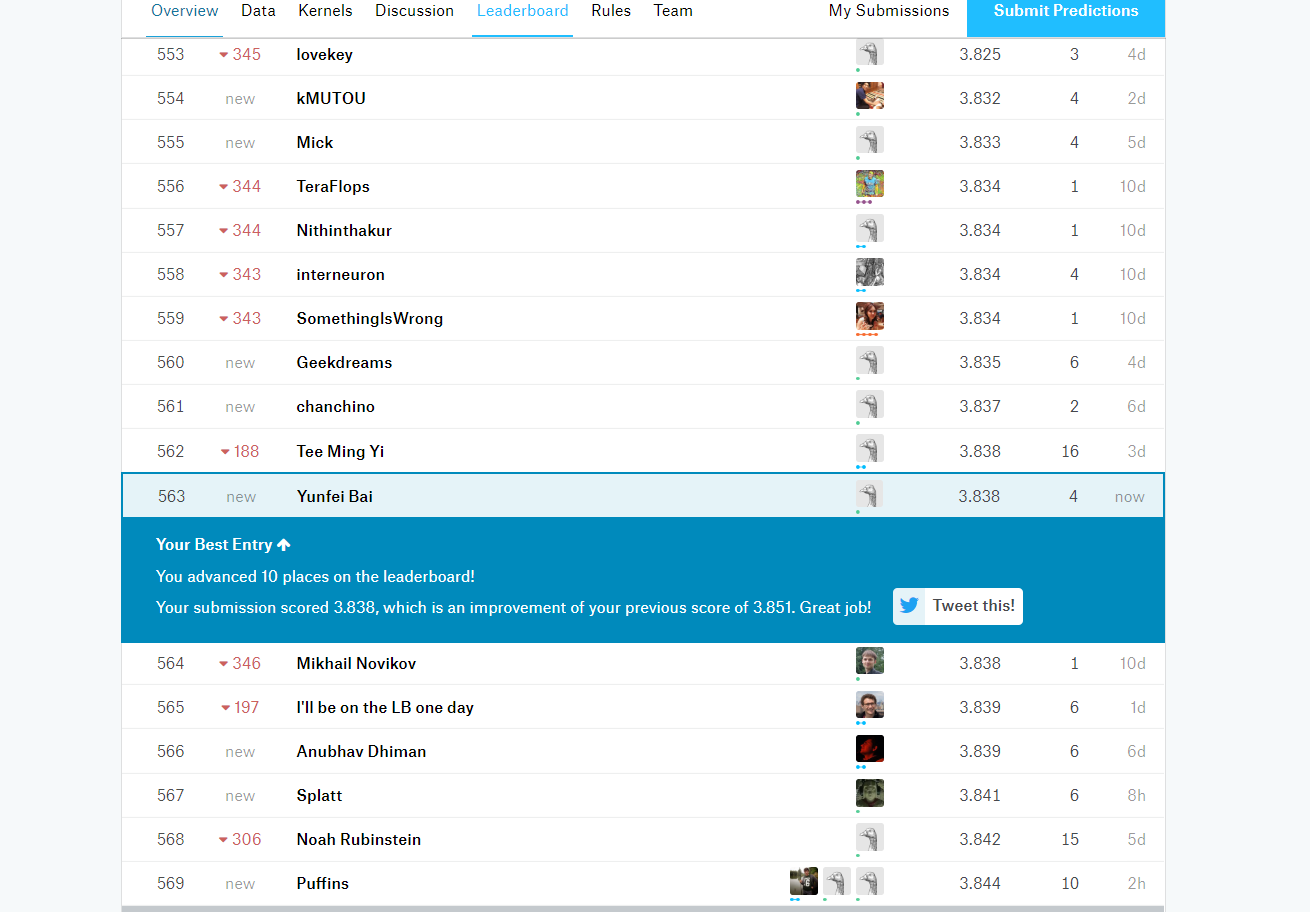 Overview Data Kernels Discussion Leaderboard Rules Team My Submissions Submit Predictions
553 345 lovekey 3.825 3 4d
554 new kMUTOU 3.832 4 2d
555 new Mick 3.833 4 5d
556 344 TeraFlops 3.834 1 10d
557 344 Nithinthakur 3.834 1 10d
558 343 interneuron 3.834 4 10d
559 343 SomethingIsWrong 3.834 1 10d
560 new Geekdreams 3.835 6 4d
561 new chanchino 3.837 2 6d
562 188 Tee Ming Yi 3.838 16 3d
563 new Yunfei Bai 3.838 4 now
Your Best Entry
You advanced 10 places on the leaderboard!
Your submission scored 3.838, which is an improvement of your previous score of 3.851. Great job! Tweet this!
564 346 Mikhail Novikov 3.838 1 10d
565 197 I'll be on the LB one day 3.839 6 1d
566 new Anubhav Dhiman 3.839 6 6d
567 new Splatt 3.841 6 8h
568 306 Noah Rubinstein 3.842 15 5d
569 new Puffins 3.844 10 2h